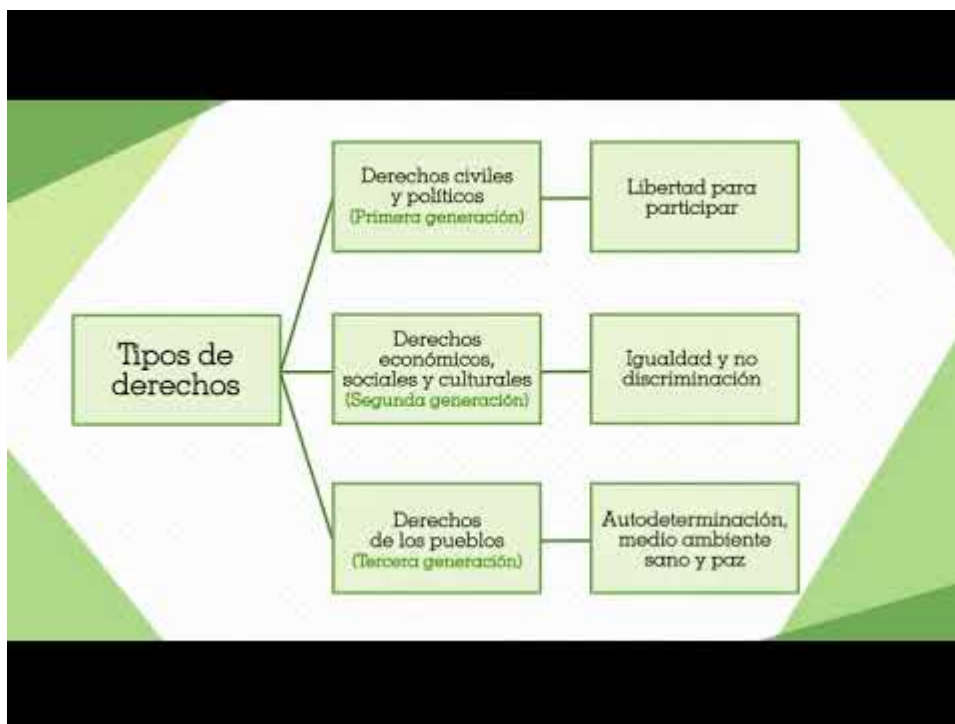 Tipos de
derechos
Derechos civiles
y políticos
(Primera generación)
Libertad para
participar
Derechos
económicos,
sociales y culturales
(Segunda generación)
Igualdad y no
discriminación
Derechos
de los pueblos
(Tercera generación)
Autodeterminación,
medio ambiente
sano y paz